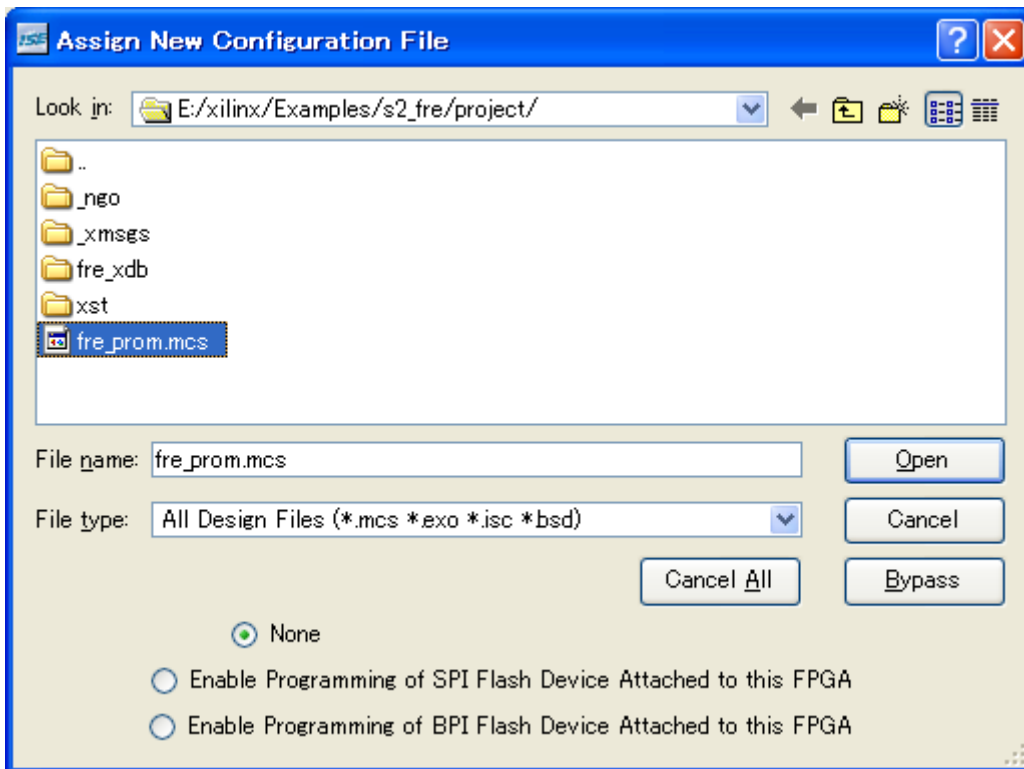 ISE Assign New Configuration File ?
Look in: E:/xilinx/Examples/s2_fre/project/
..
_ngo
_xmsgs
fre_xdb
xst
fre_prom.mcs
File name: fre_prom.mcs Open
File type: All Design Files (*.mcs *.exo *.isc *.bsd) Cancel
Cancel All Bypass
None
Enable Programming of SPI Flash Device Attached to this FPGA
Enable Programming of BPI Flash Device Attached to this FPGA